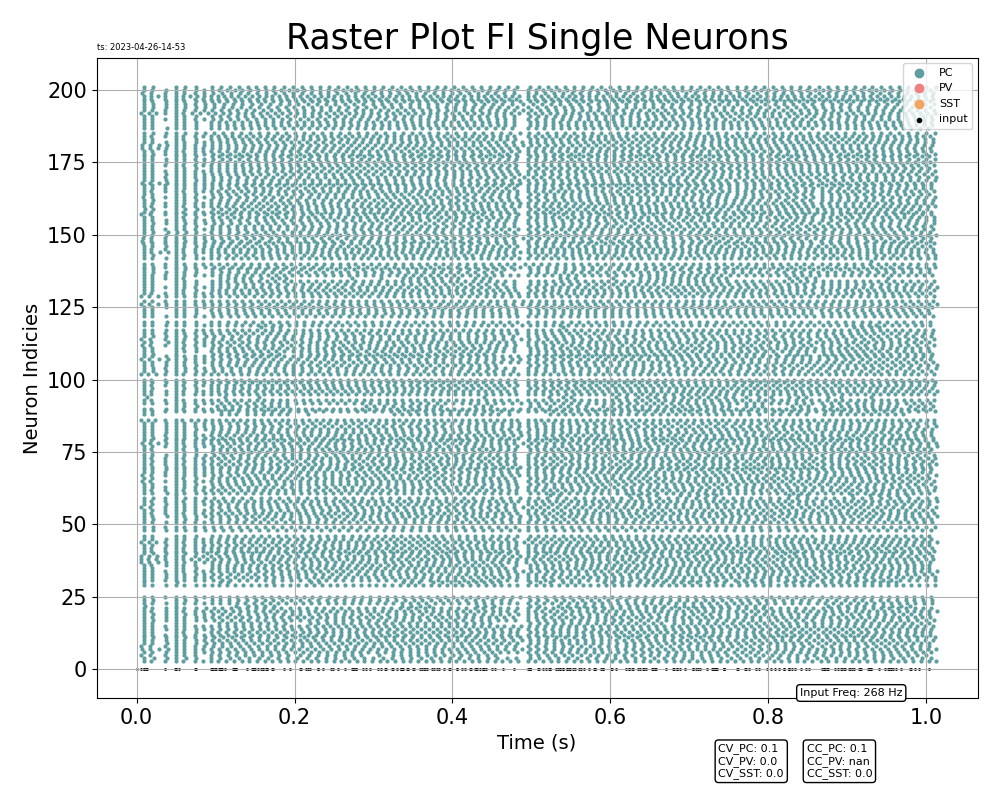 Raster Plot FI Single Neurons
ts: 2023-04-26-14-53
PC
PV
SST
input
200
175
150
125
100
75
50
25
0
Neuron Indicies
0.0 0.2 0.4 0.6 0.8 1.0
Time (s)
Input Freq: 268 Hz
CV_PC: 0.1
CV_PV: 0.0
CV_SST: 0.0
CC_PC: 0.1
CC_PV: nan
CC_SST: 0.0